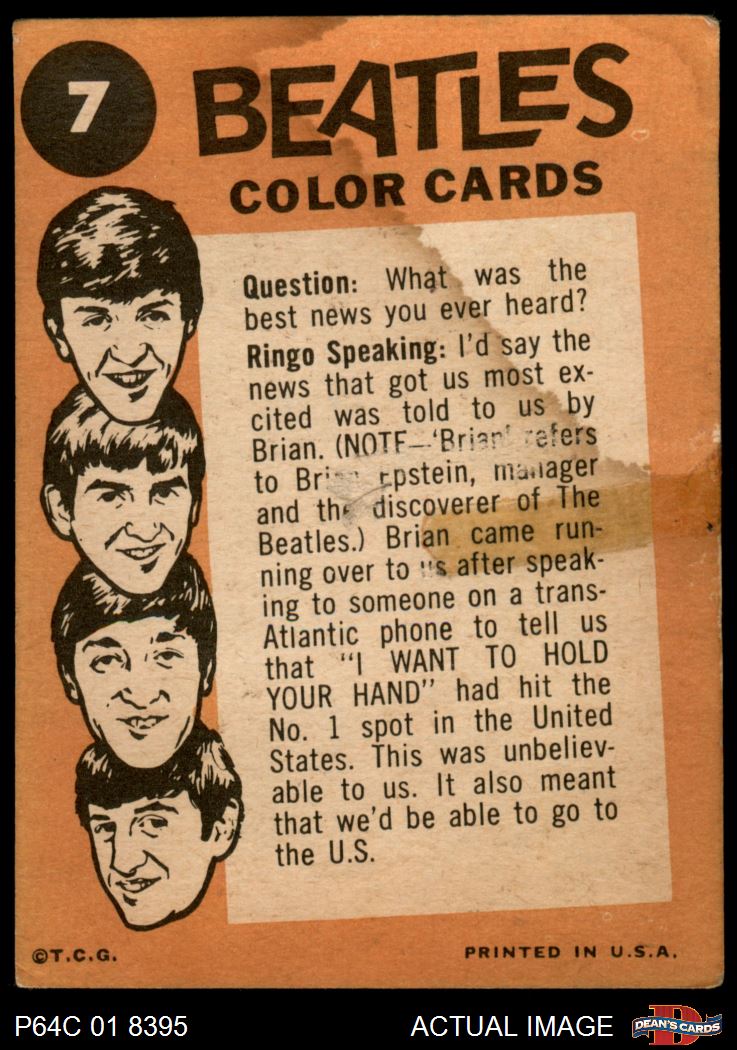 7
BEATLES
COLOR CARDS
Question: What was the
best news you ever heard?
Ringo Speaking: I'd say the
news that got us most ex-
cited was told to us by
Brian. (NOTE—'Brian' refers
to Brian Epstein, manager
and the discoverer of The
Beatles.) Brian came run-
ning over to us after speak-
ing to someone on a trans-
Atlantic phone to tell us
that “I WANT TO HOLD
YOUR HAND” had hit the
No. 1 spot in the United
States. This was unbeliev-
able to us. It also meant
that we'd be able to go to
the U.S.
©T.C.G.
PRINTED IN U.S.A.
P64C 01 8395
ACTUAL IMAGE
D
DEAN'S CARDS